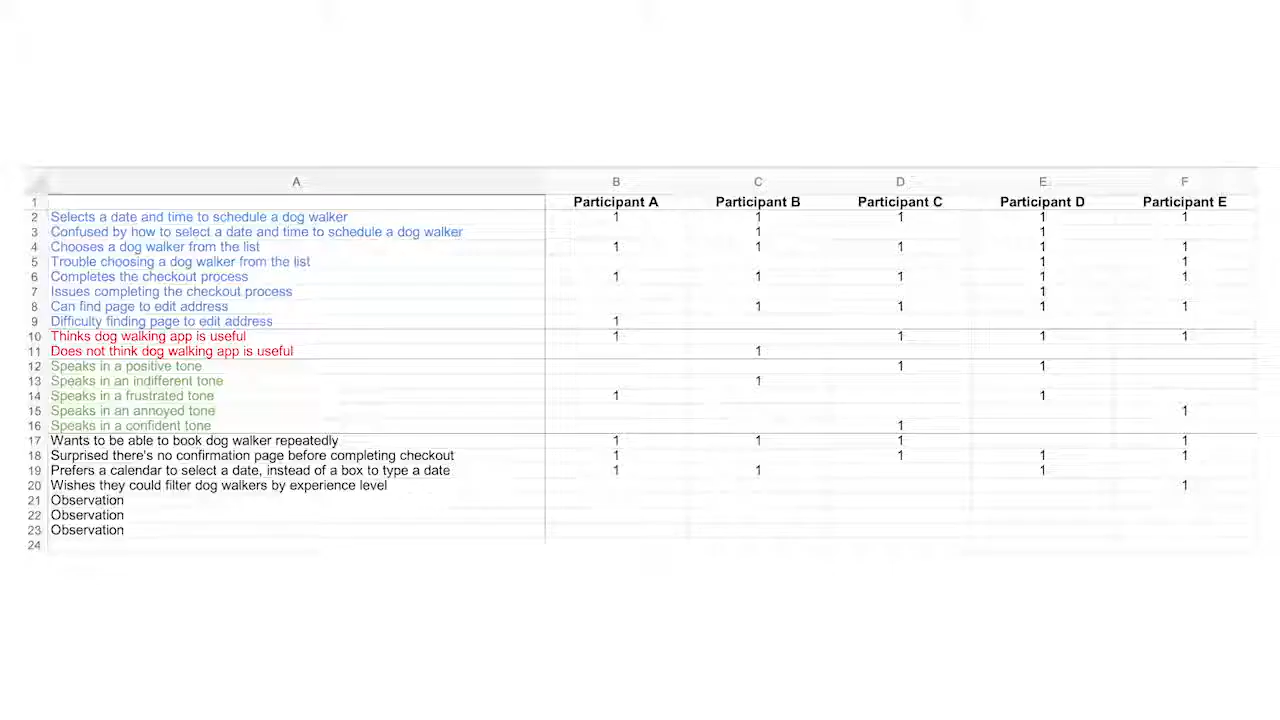 A B C D E F
1 Participant A Participant B Participant C Participant D Participant E
2 Selects a date and time to schedule a dog walker 1 1 1 1 1
3 Confused by how to select a date and time to schedule a dog walker 1 1
4 Chooses a dog walker from the list 1 1 1 1 1
5 Trouble choosing a dog walker from the list 1 1
6 Completes the checkout process 1 1 1 1 1
7 Issues completing the checkout process 1
8 Can find page to edit address 1 1 1 1
9 Difficulty finding page to edit address 1
10 Thinks dog walking app is useful 1 1 1 1
11 Does not think dog walking app is useful 1
12 Speaks in a positive tone 1 1
13 Speaks in an indifferent tone 1
14 Speaks in a frustrated tone 1 1
15 Speaks in an annoyed tone 1
16 Speaks in a confident tone 1
17 Wants to be able to book dog walker repeatedly 1 1 1 1
18 Surprised there's no confirmation page before completing checkout 1 1 1 1
19 Prefers a calendar to select a date, instead of a box to type a date 1 1 1
20 Wishes they could filter dog walkers by experience level 1
21 Observation
22 Observation
23 Observation
24